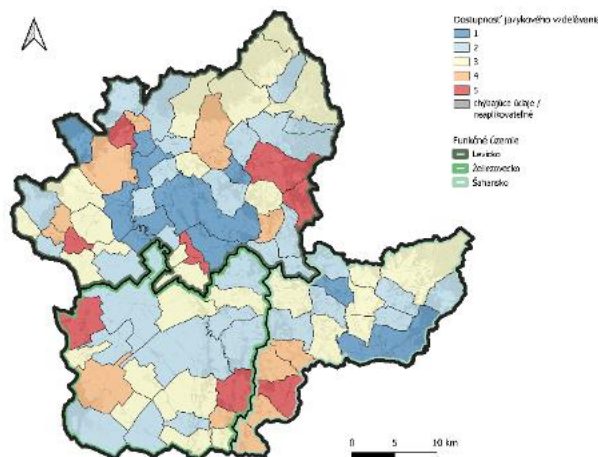 Dostupnosť jazykového vzdelávania
1
2
3
4
5
chýbajúce údaje /
neaplikovateľné
Funkčné územie
Levicko
Želiezovecko
Šahansko
0 5 10 km